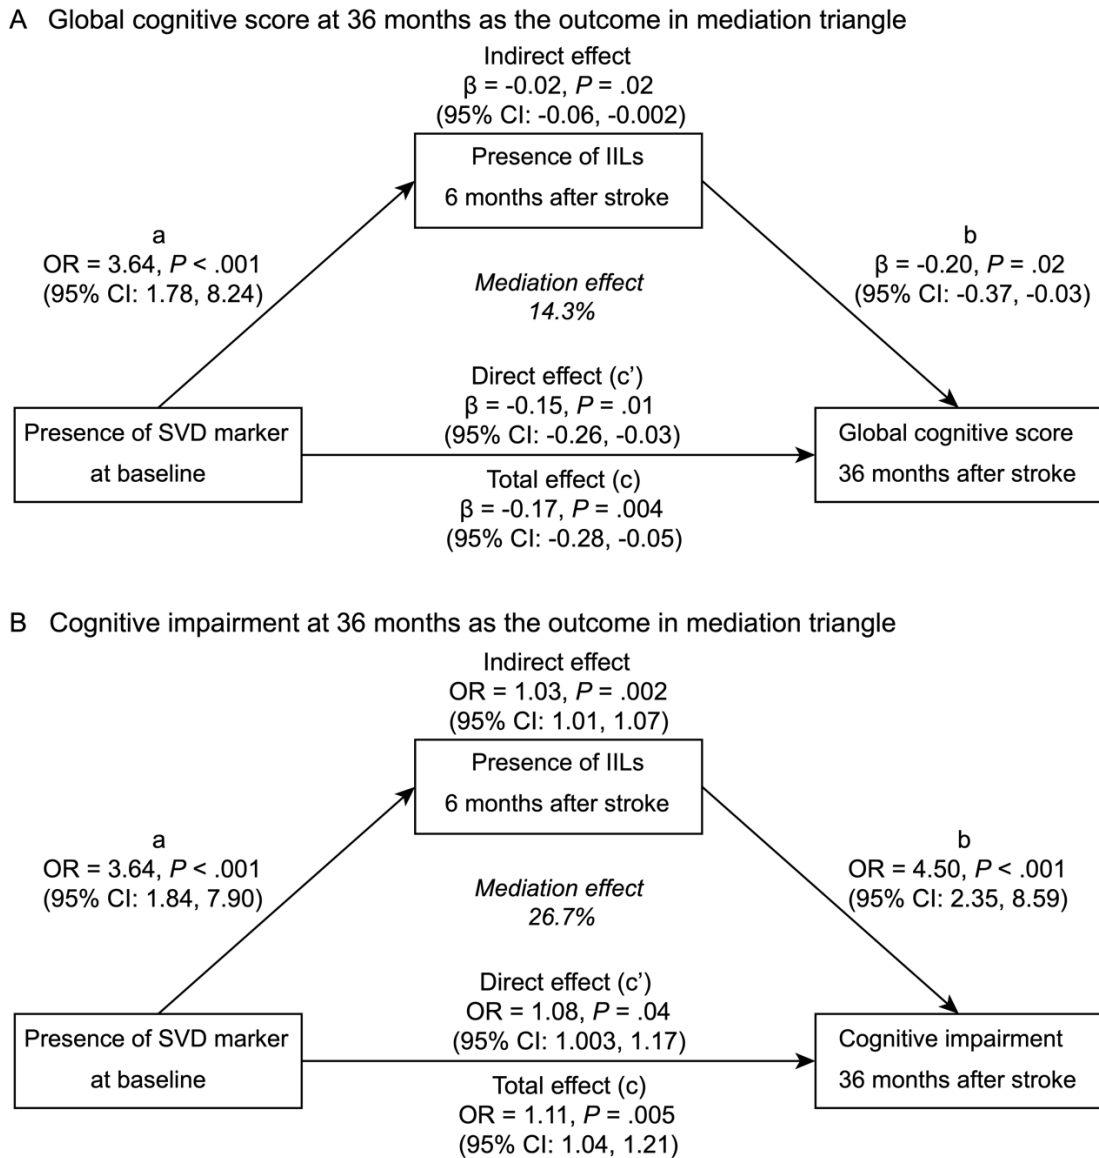 A Global cognitive score at 36 months as the outcome in mediation triangle
Indirect effect
β = -0.02, P = .02
(95% CI: -0.06, -0.002)
Presence of IILs
6 months after stroke
a
OR = 3.64, P < .001
(95% CI: 1.78, 8.24)
b
β = -0.20, P = .02
(95% CI: -0.37, -0.03)
Mediation effect
14.3%
Direct effect (c’)
β = -0.15, P = .01
(95% CI: -0.26, -0.03)
Presence of SVD marker
at baseline
Global cognitive score
36 months after stroke
Total effect (c)
β = -0.17, P = .004
(95% CI: -0.28, -0.05)
B Cognitive impairment at 36 months as the outcome in mediation triangle
Indirect effect
OR = 1.03, P = .002
(95% CI: 1.01, 1.07)
Presence of IILs
6 months after stroke
a
OR = 3.64, P < .001
(95% CI: 1.84, 7.90)
b
OR = 4.50, P < .001
(95% CI: 2.35, 8.59)
Mediation effect
26.7%
Direct effect (c’)
OR = 1.08, P = .04
(95% CI: 1.003, 1.17)
Presence of SVD marker
at baseline
Cognitive impairment
36 months after stroke
Total effect (c)
OR = 1.11, P = .005
(95% CI: 1.04, 1.21)